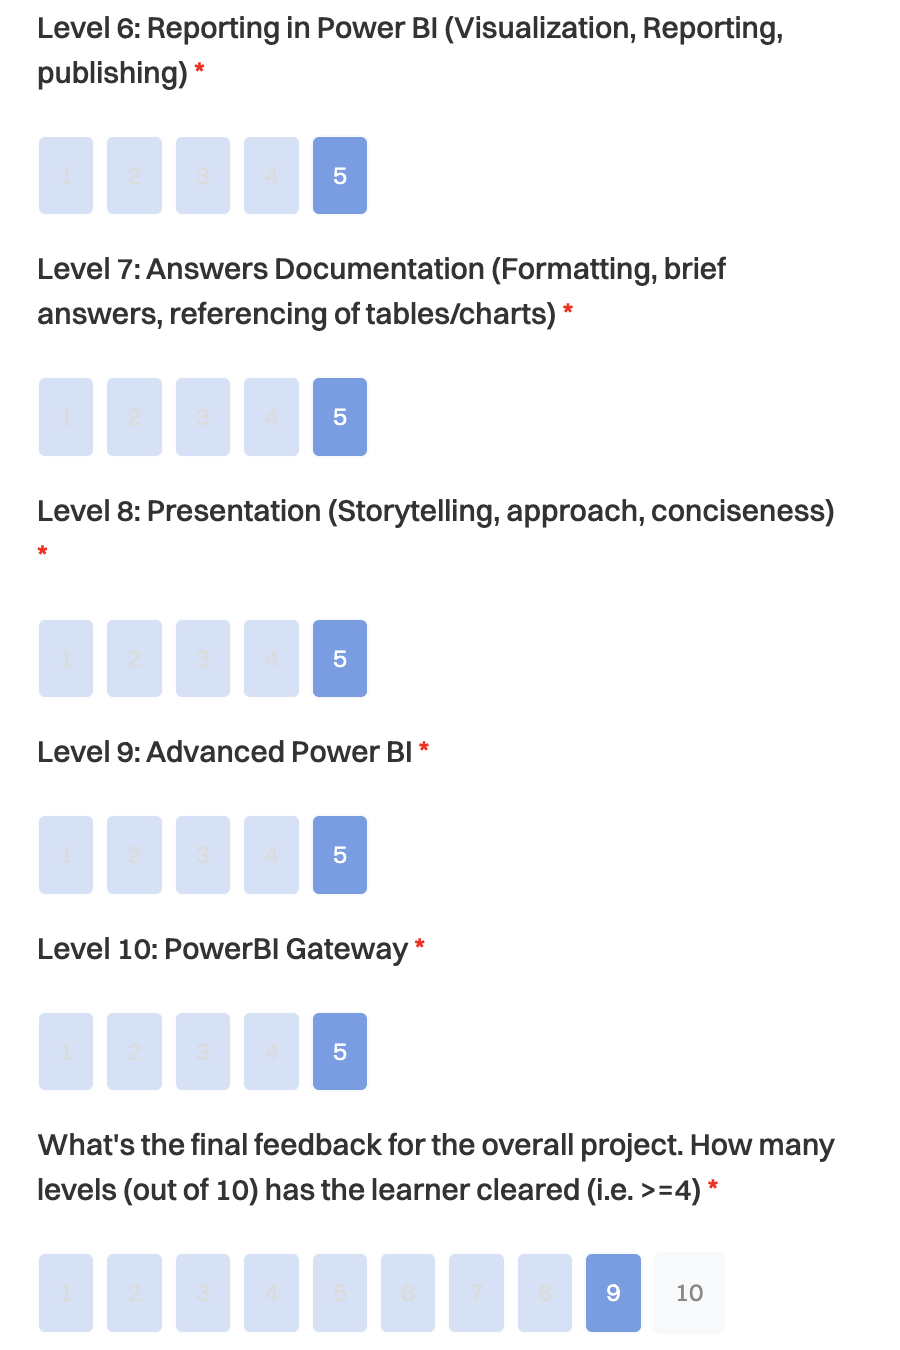 Level 6: Reporting in Power BI (Visualization, Reporting,
publishing) *
1 2 3 4 5
Level 7: Answers Documentation (Formatting, brief
answers, referencing of tables/charts) *
1 2 3 4 5
Level 8: Presentation (Storytelling, approach, conciseness)
*
1 2 3 4 5
Level 9: Advanced Power BI *
1 2 3 4 5
Level 10: PowerBI Gateway *
1 2 3 4 5
What's the final feedback for the overall project. How many
levels (out of 10) has the learner cleared (i.e. >=4) *
1 2 3 4 5 6 7 8 9 10